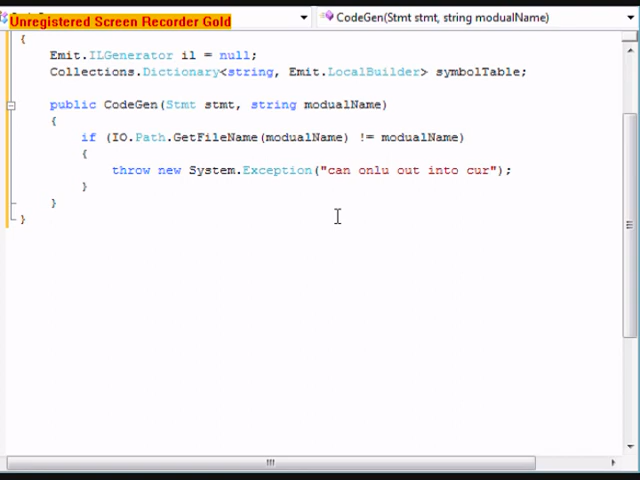 Unregistered Screen Recorder Gold
CodeGen(Stmt stmt, string modualName)
{
Emit.ILGenerator il = null;
Collections.Dictionary<string, Emit.LocalBuilder> symbolTable;
public CodeGen(Stmt stmt, string modualName)
{
if (IO.Path.GetFileName(modualName) != modualName)
{
throw new System.Exception("can onlu out into cur");
}
}
}